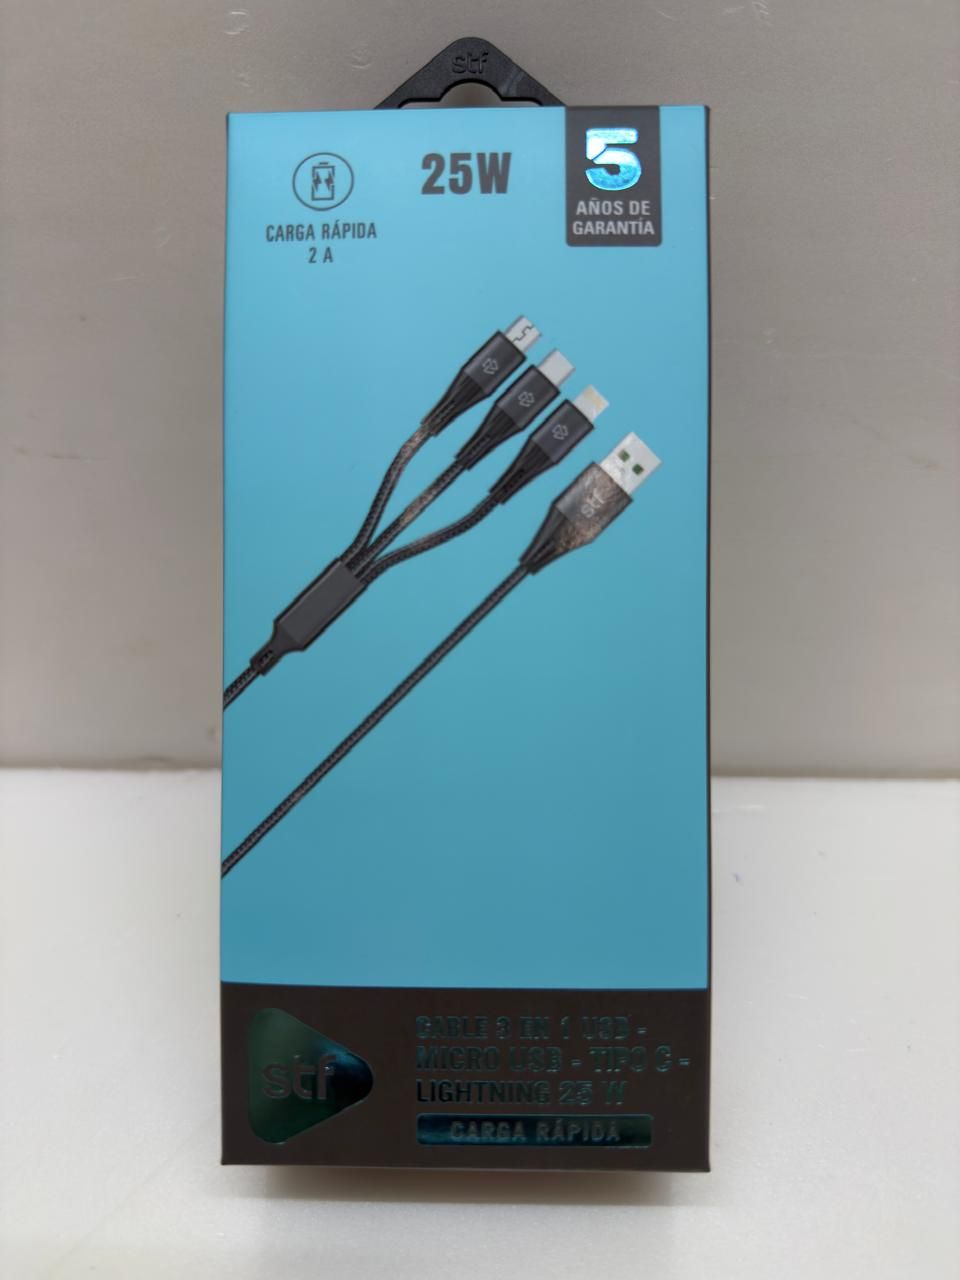 stf
25W
5
AÑOS DE
GARANTÍA
CARGA RÁPIDA
2 A
stf
stf
CABLE 3 EN 1 USB -
MICRO USB - TIPO C -
LIGHTNING 25 W
CARGA RÁPIDA